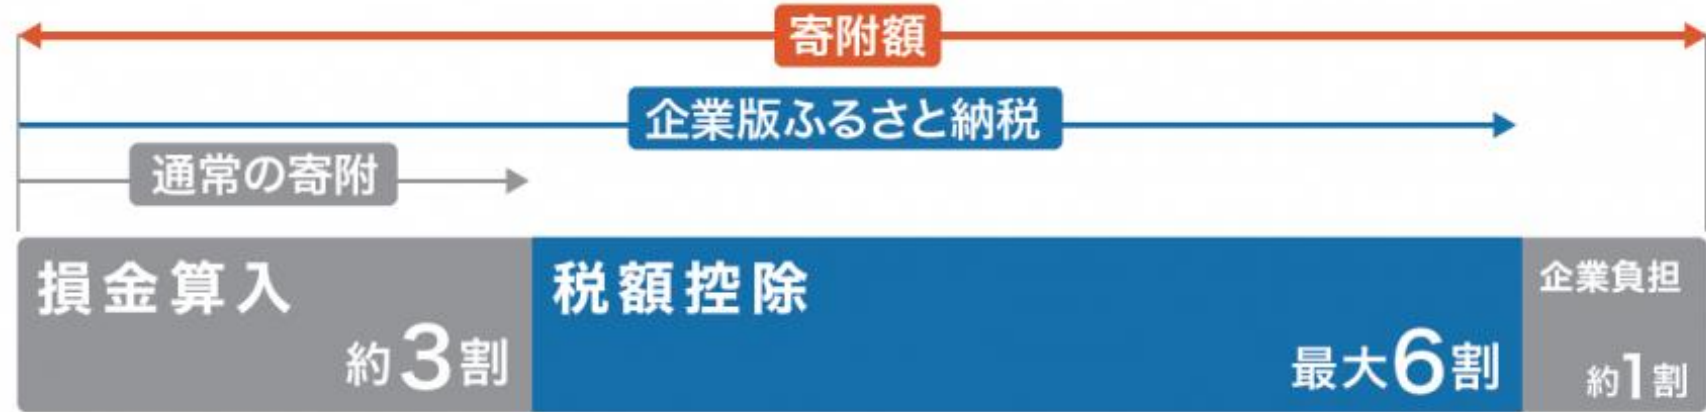 寄附額
企業版ふるさと納税
通常の寄附
損金算入
約3割
税額控除
最大6割
企業負担
約1割